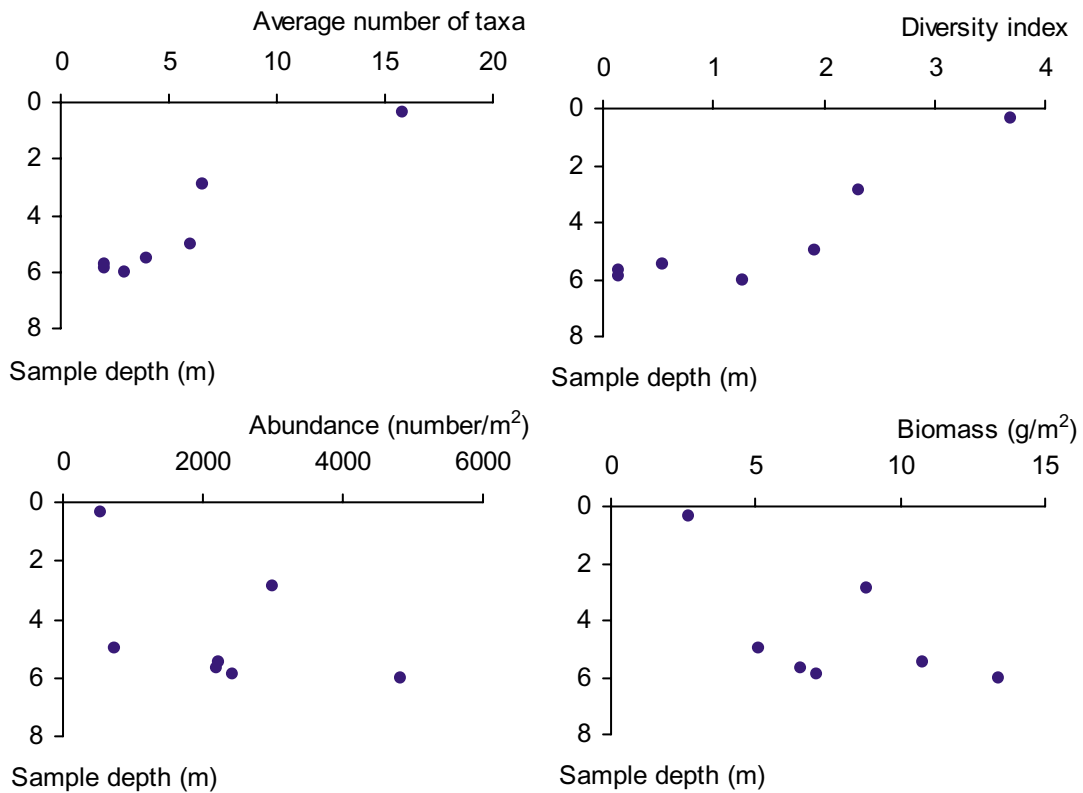 Average number of taxa
0 5 10 15 20
0
2
4
6
8
Sample depth (m)
Diversity index
0 1 2 3 4
0
2
4
6
8
Sample depth (m)
Abundance (number/m²)
0 2000 4000 6000
0
2
4
6
8
Sample depth (m)
Biomass (g/m²)
0 5 10 15
0
2
4
6
8
Sample depth (m)